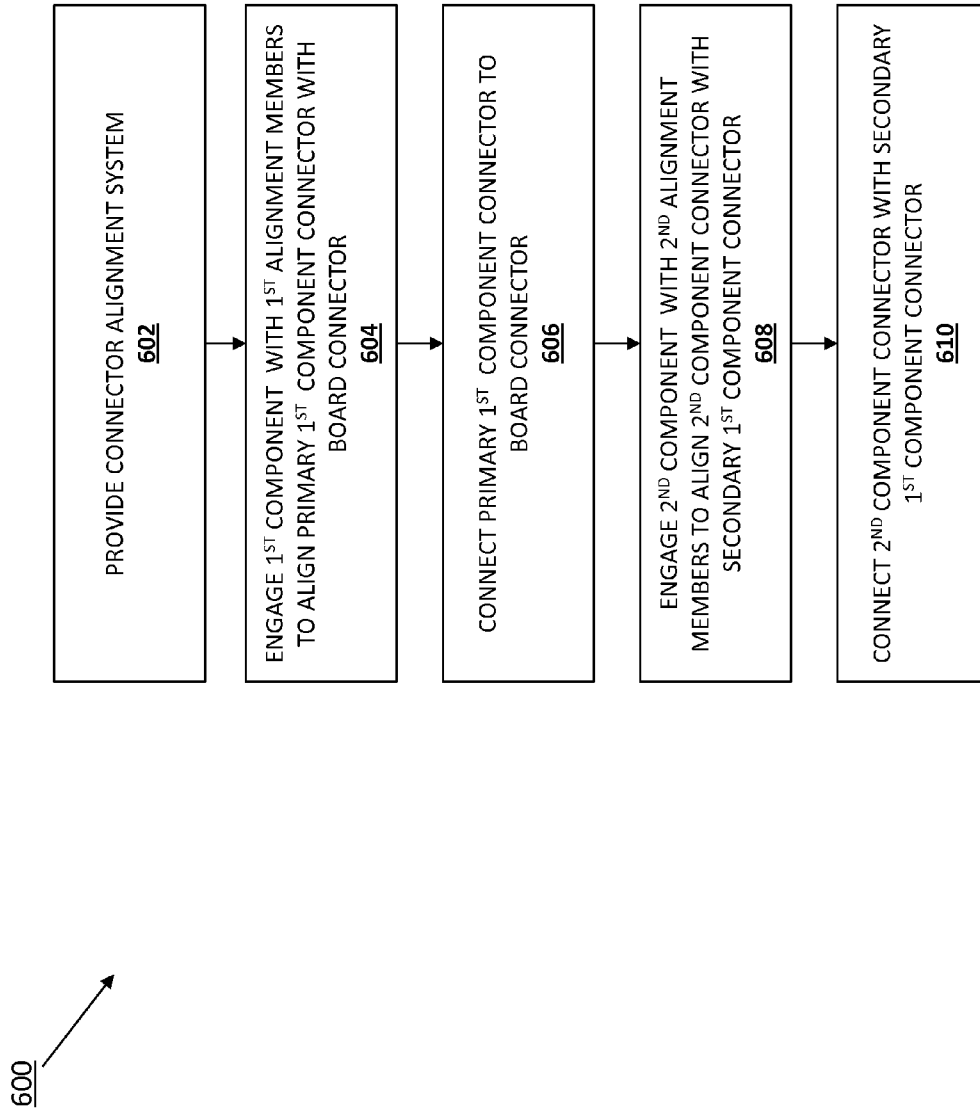 600
PROVIDE CONNECTOR ALIGNMENT SYSTEM
602
ENGAGE 1ST COMPONENT WITH 1ST ALIGNMENT MEMBERS
TO ALIGN PRIMARY 1ST COMPONENT CONNECTOR WITH
BOARD CONNECTOR
604
CONNECT PRIMARY 1ST COMPONENT CONNECTOR TO
BOARD CONNECTOR
606
ENGAGE 2ND COMPONENT WITH 2ND ALIGNMENT
MEMBERS TO ALIGN 2ND COMPONENT CONNECTOR WITH
SECONDARY 1ST COMPONENT CONNECTOR
608
CONNECT 2ND COMPONENT CONNECTOR WITH SECONDARY
1ST COMPONENT CONNECTOR
610